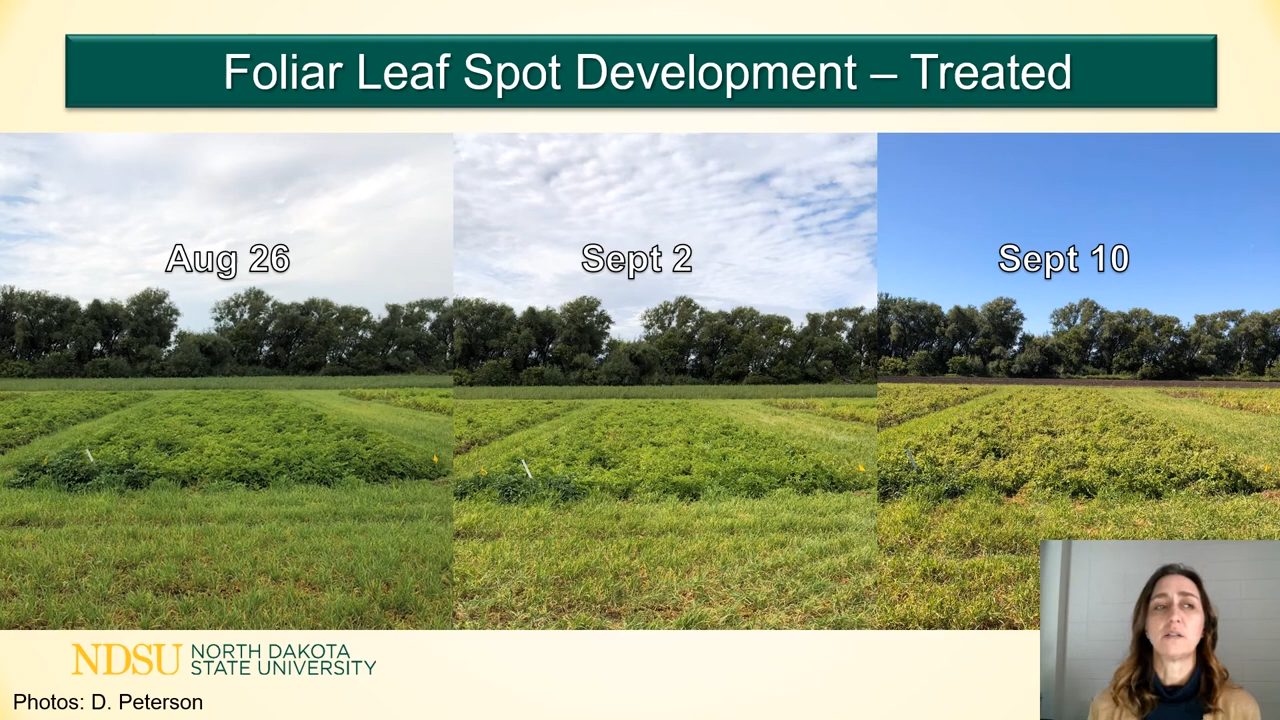 Foliar Leaf Spot Development – Treated
Aug 26
Sept 2
Sept 10
NDSU NORTH DAKOTA
STATE UNIVERSITY
Photos: D. Peterson